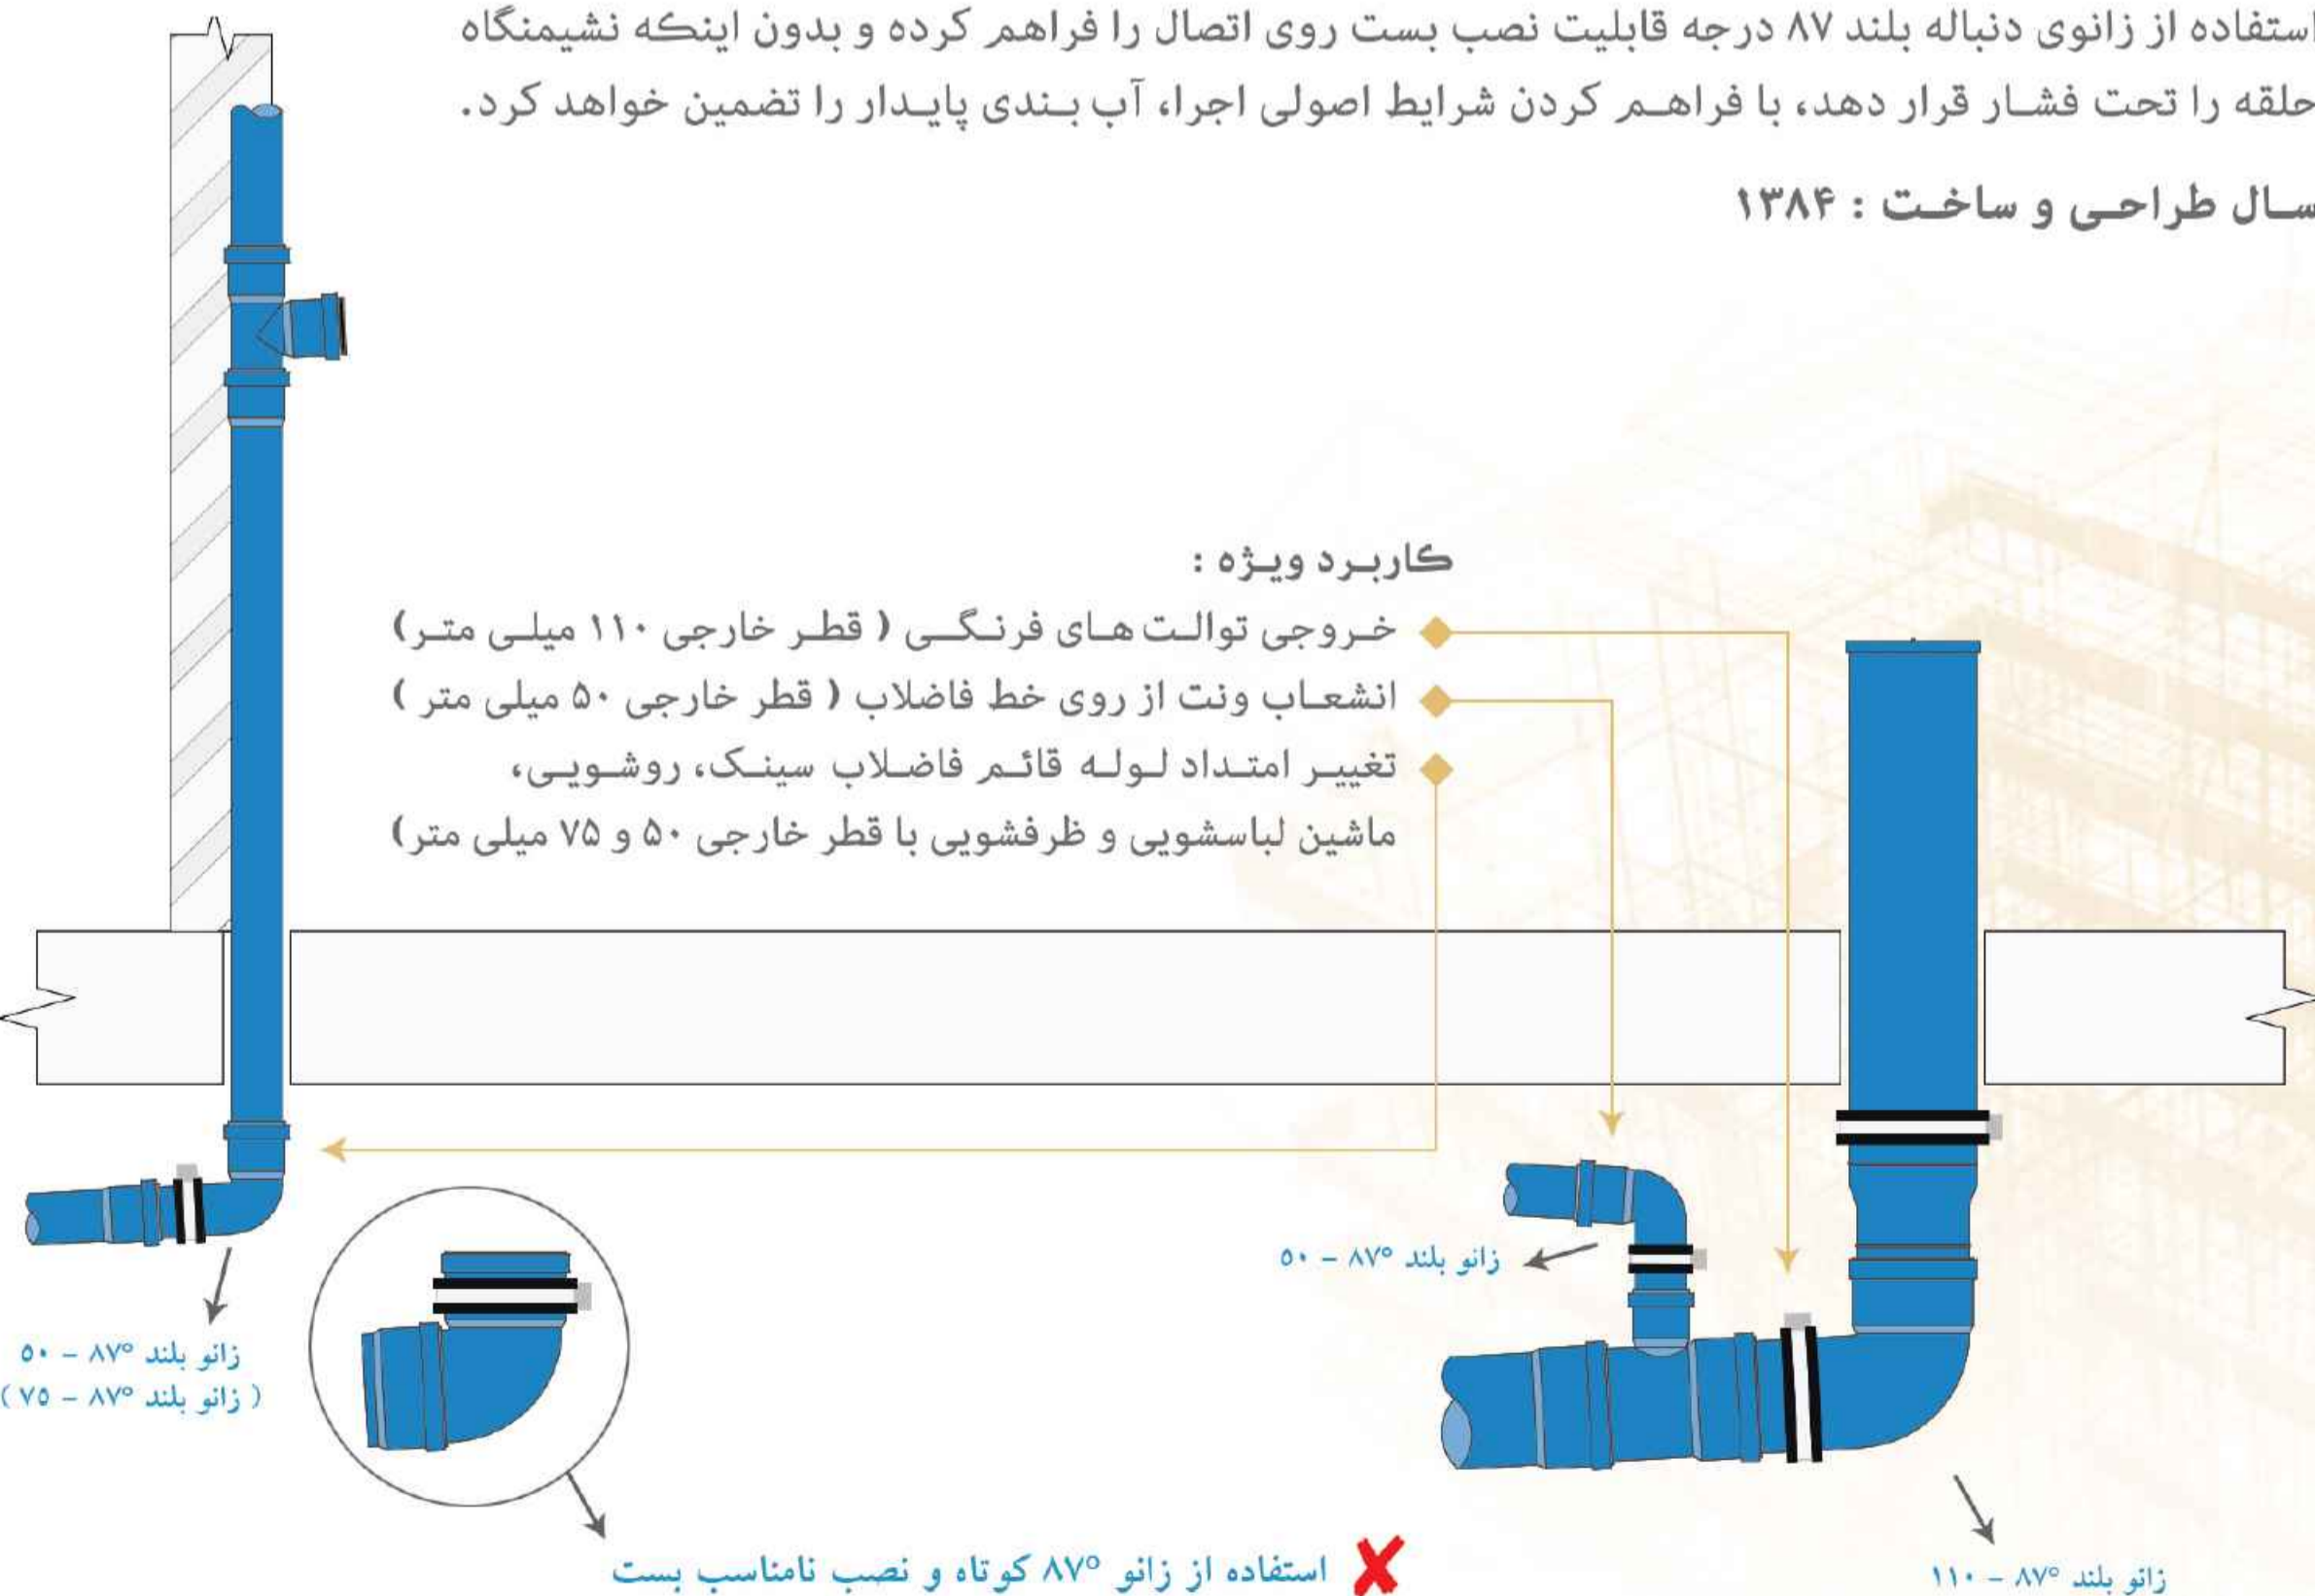 استفاده از زانوی دنباله بلند ۸۷ درجه قابلیت نصب بست روی اتصال را فراهم کرده و بدون اینکه نشیمنگاه
حلقه را تحت فشار قرار دهد، با فراهم کردن شرایط اصولی اجرا، آب بندی پایدار را تضمین خواهد کرد.
سال طراحی و ساخت : ۱۳۸۴
کاربرد ویژه :
خروجی توالت های فرنگی ( قطر خارجی ۱۱۰ میلی متر)
انشعاب ونت از روی خط فاضلاب ( قطر خارجی ۵۰ میلی متر )
تغییر امتداد لوله قائم فاضلاب سینک، روشویی،
ماشین لباسشویی و ظرفشویی با قطر خارجی ۵۰ و ۷۵ میلی متر)
زانو بلند ۸۷° - ۵۰
زانو بلند ۸۷° - ۵۰
( زانو بلند ۸۷° - ۷۵ )
استفاده از زانو ۸۷° کوتاه و نصب نامناسب بست
زانو بلند ۸۷° - ۱۱۰